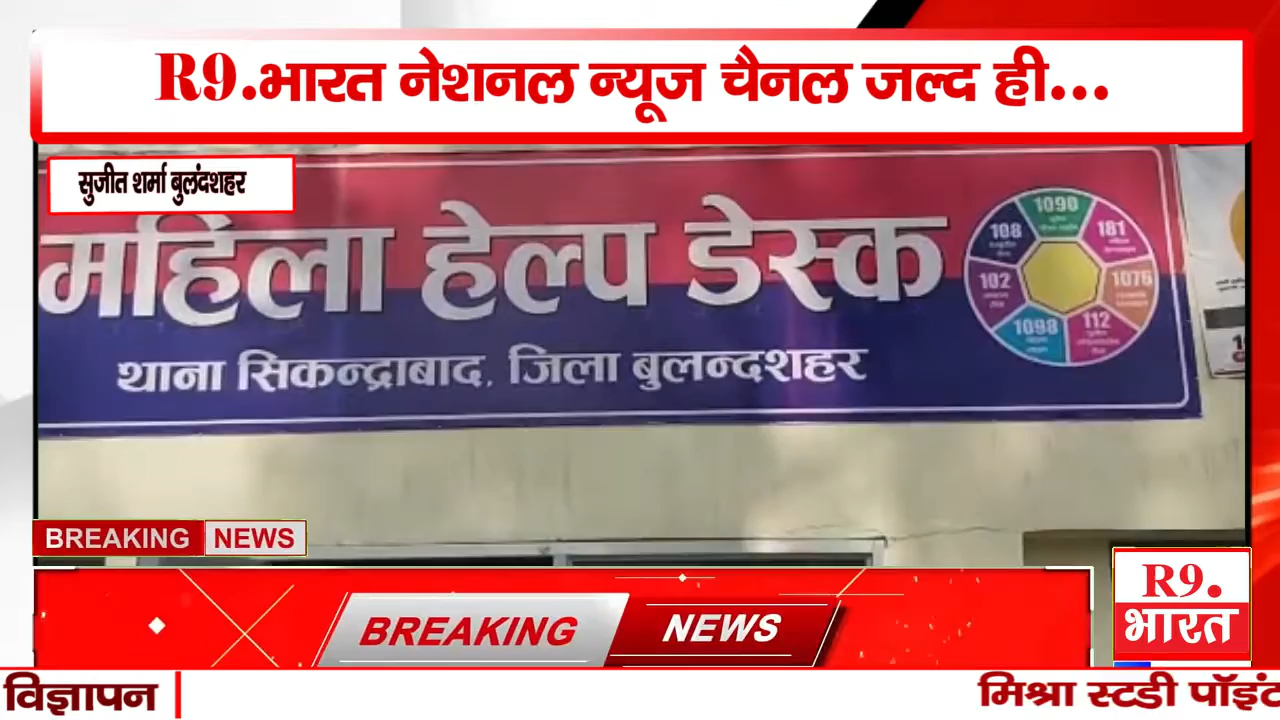 R9.भारत नेशनल न्यूज चैनल जल्द ही...
सुजीत शर्मा बुलंदशहर
महिला हेल्प डेस्क
थाना सिकन्द्राबाद, जिला बुलन्दशहर
1090
108
181
102
1076
1098
112
BREAKING NEWS
BREAKING NEWS
R9.
भारत
विज्ञापन
मिश्रा स्टडी पॉइंट